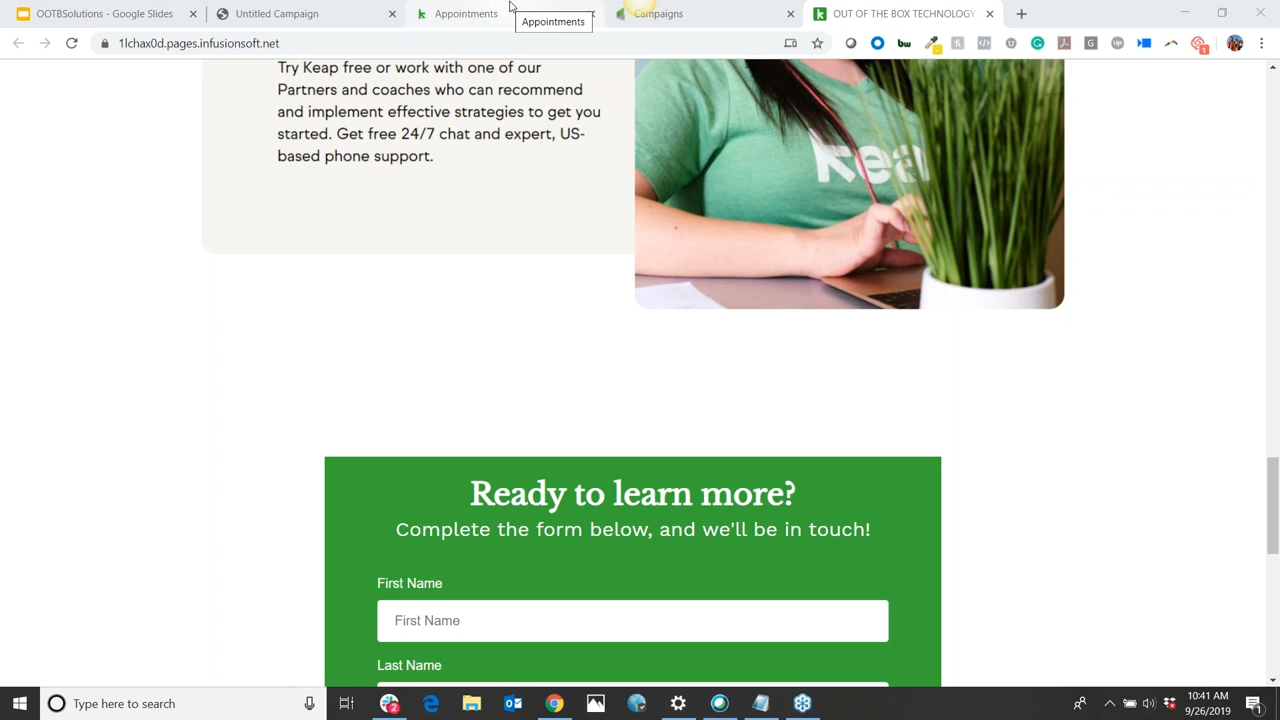 OOTBSolutions - Google Slides
Untitled Campaign
Appointments
Campaigns
OUT OF THE BOX TECHNOLOGY
Appointments
1lchax0d.pages.infusionsoft.net
Try Keap free or work with one of our
Partners and coaches who can recommend
and implement effective strategies to get you
started. Get free 24/7 chat and expert, US-
based phone support.
kea
Ready to learn more?
Complete the form below, and we'll be in touch!
First Name
First Name
Last Name
Type here to search
10:41 AM
9/26/2019